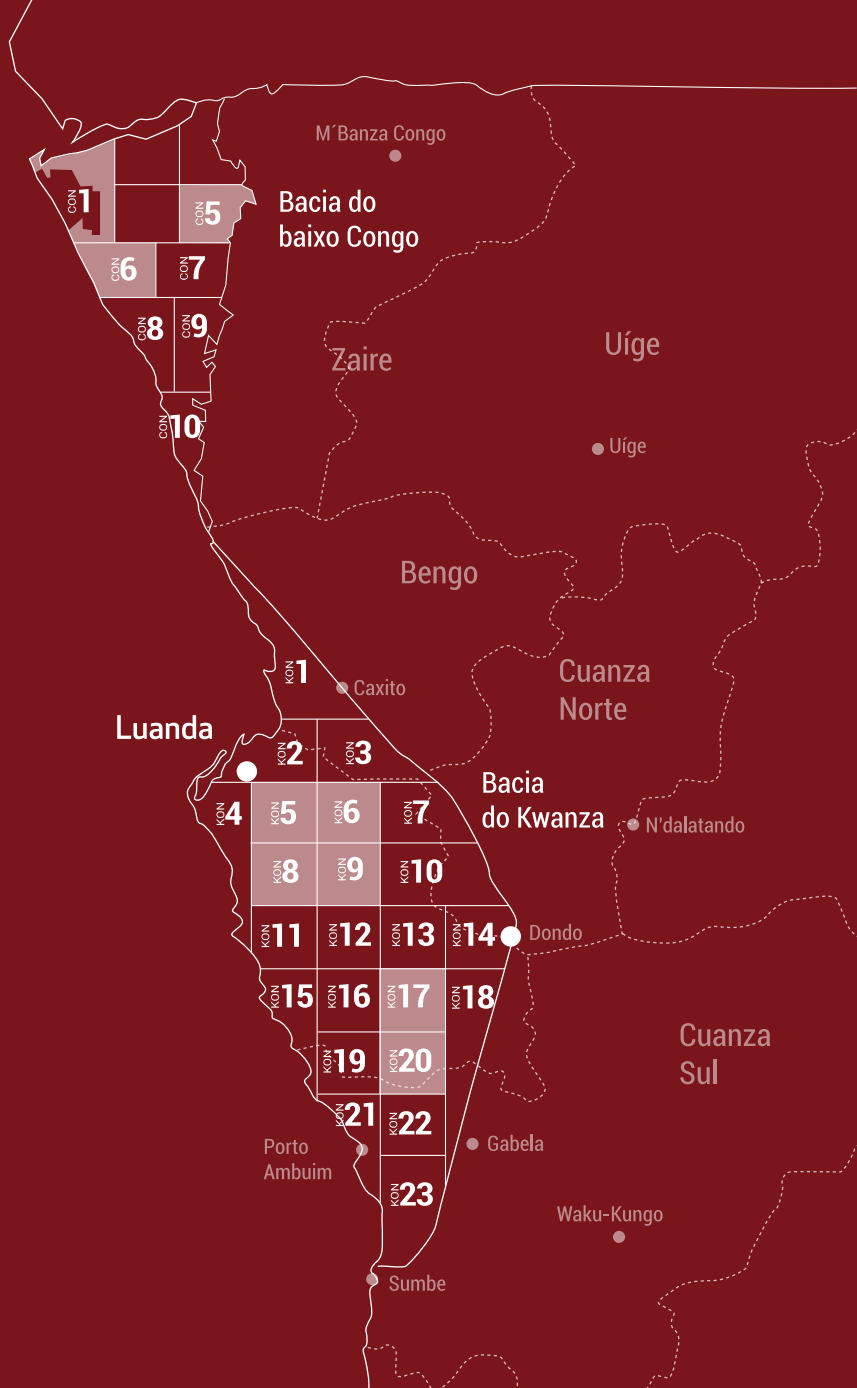 M´Banza Congo
CON 1
CON 5
Bacia do
baixo Congo
CON 6
CON 7
CON 8
CON 9
Zaire
Uíge
CON 10
Uíge
Bengo
KON 1
Caxito
Cuanza
Norte
Luanda
KON 2
KON 3
Bacia
do Kwanza
KON 4
KON 5
KON 6
KON 7
N'dalatando
KON 8
KON 9
KON 10
KON 11
KON 12
KON 13
KON 14
Dondo
KON 15
KON 16
KON 17
KON 18
Cuanza
Sul
KON 19
KON 20
KON 21
KON 22
Porto
Ambuim
Gabela
KON 23
Waku-Kungo
Sumbe